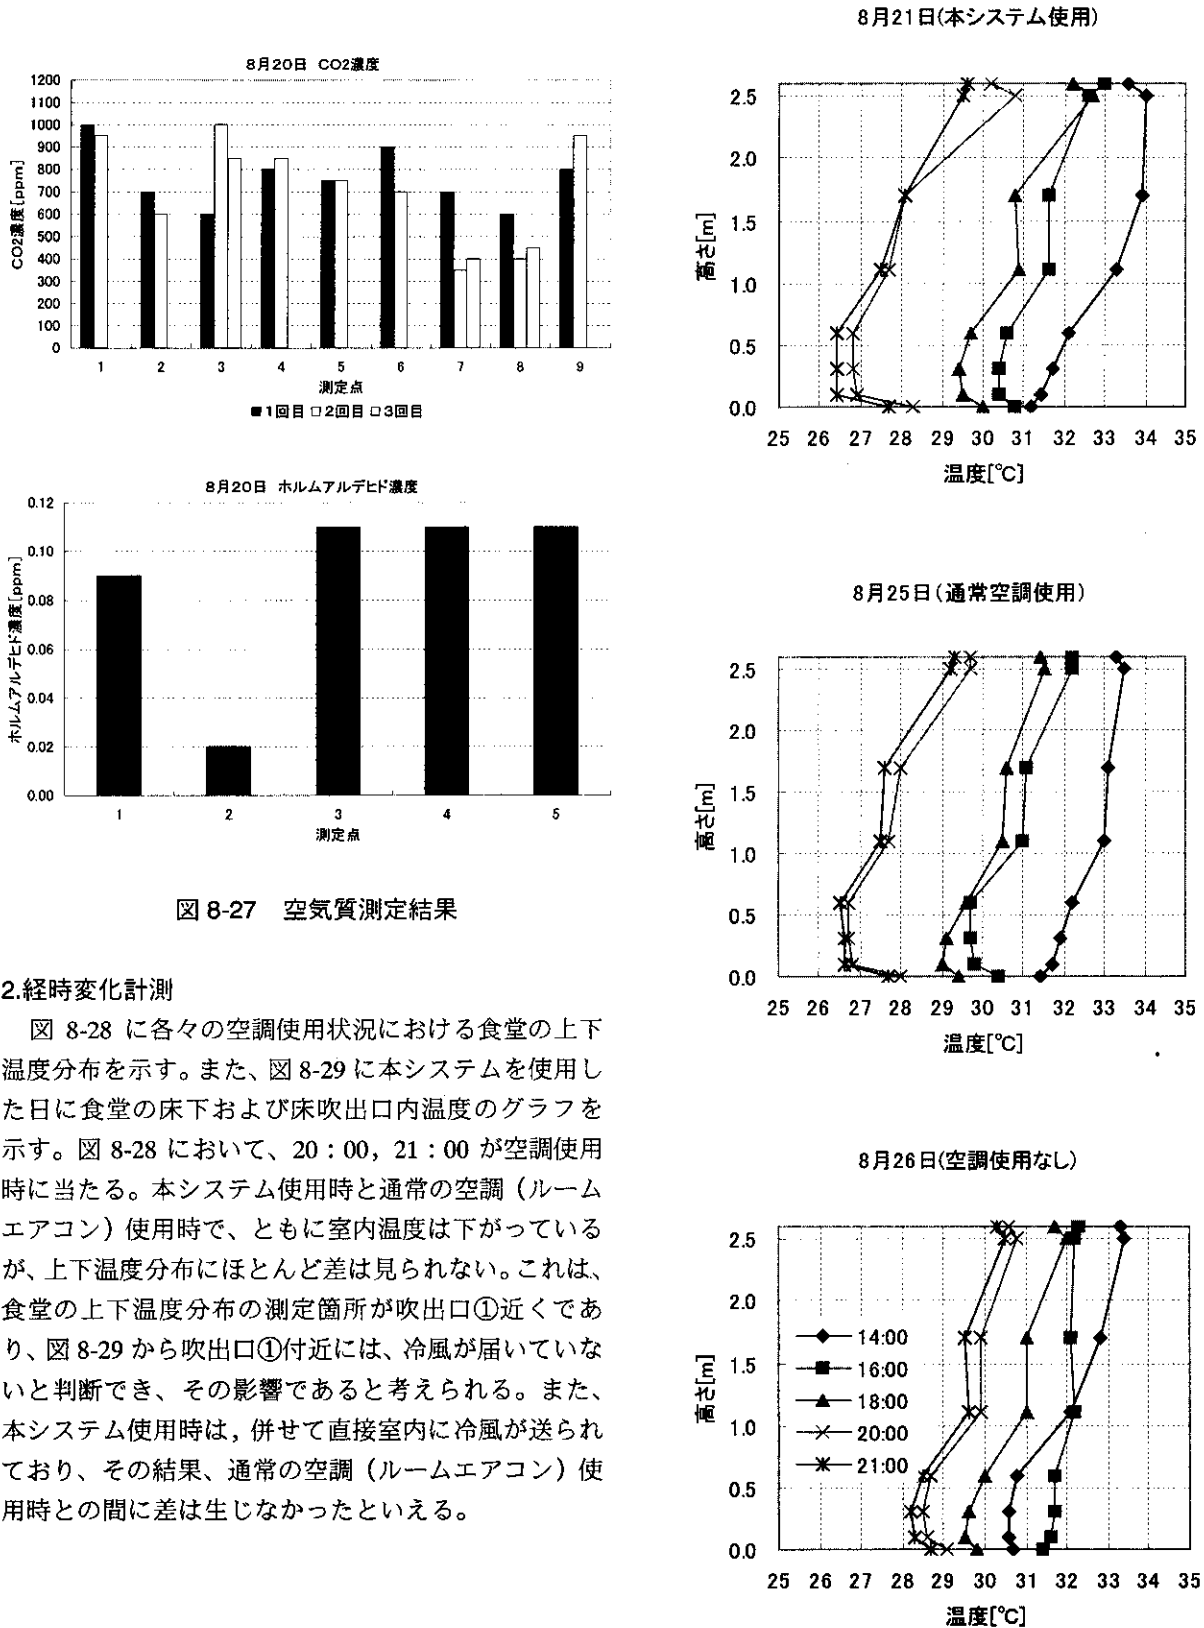 8月20日 CO2濃度
CO2濃度[ppm]
1200
1100
1000
900
800
700
600
500
400
300
200
100
0
1 2 3 4 5 6 7 8 9
測定点
■1回目 □2回目 □3回目
8月20日 ホルムアルデヒド濃度
ホルムアルデヒド濃度[ppm]
0.12
0.10
0.08
0.06
0.04
0.02
0.00
1 2 3 4 5
測定点
図 8-27 空気質測定結果
2.経時変化計測
図 8-28 に各々の空調使用状況における食堂の上下
温度分布を示す。また、図 8-29 に本システムを使用し
た日に食堂の床下および床吹出口内温度のグラフを
示す。図 8-28 において、20：00，21：00 が空調使用
時に当たる。本システム使用時と通常の空調（ルーム
エアコン）使用時で、ともに室内温度は下がっている
が、上下温度分布にほとんど差は見られない。これは、
食堂の上下温度分布の測定箇所が吹出口①近くであ
り、図 8-29 から吹出口①付近には、冷風が届いていな
いと判断でき、その影響であると考えられる。また、
本システム使用時は，併せて直接室内に冷風が送られ
ており、その結果、通常の空調（ルームエアコン）使
用時との間に差は生じなかったといえる。
8月21日(本システム使用)
高さ[m]
2.5
2.0
1.5
1.0
0.5
0.0
25 26 27 28 29 30 31 32 33 34 35
温度[℃]
8月25日(通常空調使用)
高さ[m]
2.5
2.0
1.5
1.0
0.5
0.0
25 26 27 28 29 30 31 32 33 34 35
温度[℃]
8月26日(空調使用なし)
高さ[m]
2.5
2.0
1.5
1.0
0.5
0.0
14:00
16:00
18:00
20:00
21:00
25 26 27 28 29 30 31 32 33 34 35
温度[℃]